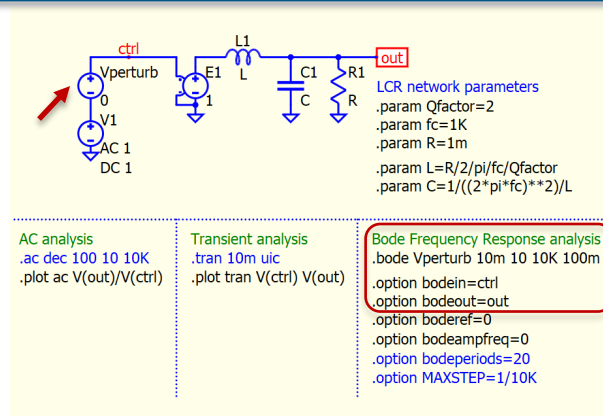 ctrl
L1
out
Vperturb
E1
L
C1
R1
0
1
C
R
V1
AC 1
DC 1
LCR network parameters
.param Qfactor=2
.param fc=1K
.param R=1m
.param L=R/2/pi/fc/Qfactor
.param C=1/((2*pi*fc)**2)/L
AC analysis
.ac dec 100 10 10K
.plot ac V(out)/V(ctrl)
Transient analysis
.tran 10m uic
.plot tran V(ctrl) V(out)
Bode Frequency Response analysis
.bode Vperturb 10m 10 10K 100m
.option bodein=ctrl
.option bodeout=out
.option boderef=0
.option bodeampfreq=0
.option bodeperiods=20
.option MAXSTEP=1/10K